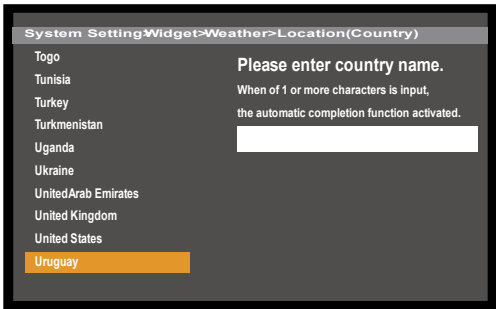 System Setting>Widget>Weather>Location(Country)
Togo
Tunisia
Turkey
Turkmenistan
Uganda
Ukraine
UnitedArab Emirates
United Kingdom
United States
Uruguay
Please enter country name.
When of 1 or more characters is input,
the automatic completion function activated.